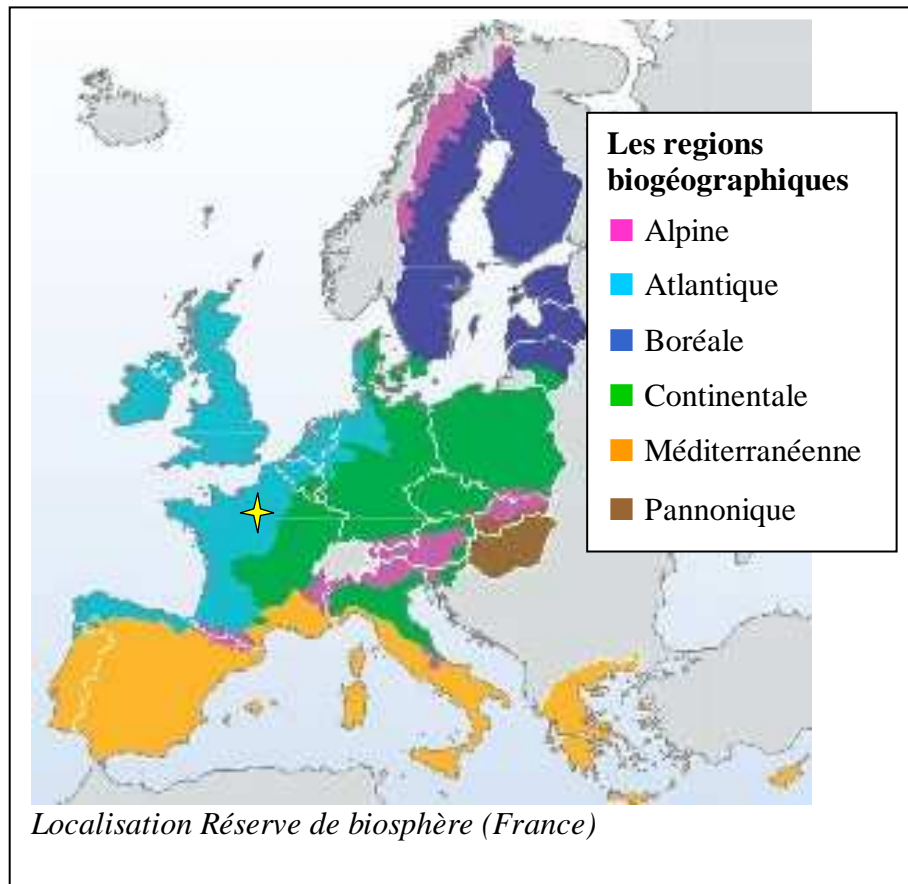 Les regions
biogéographiques
Alpine
Atlantique
Boréale
Continentale
Méditerranéenne
Pannonique
Localisation Réserve de biosphère (France)